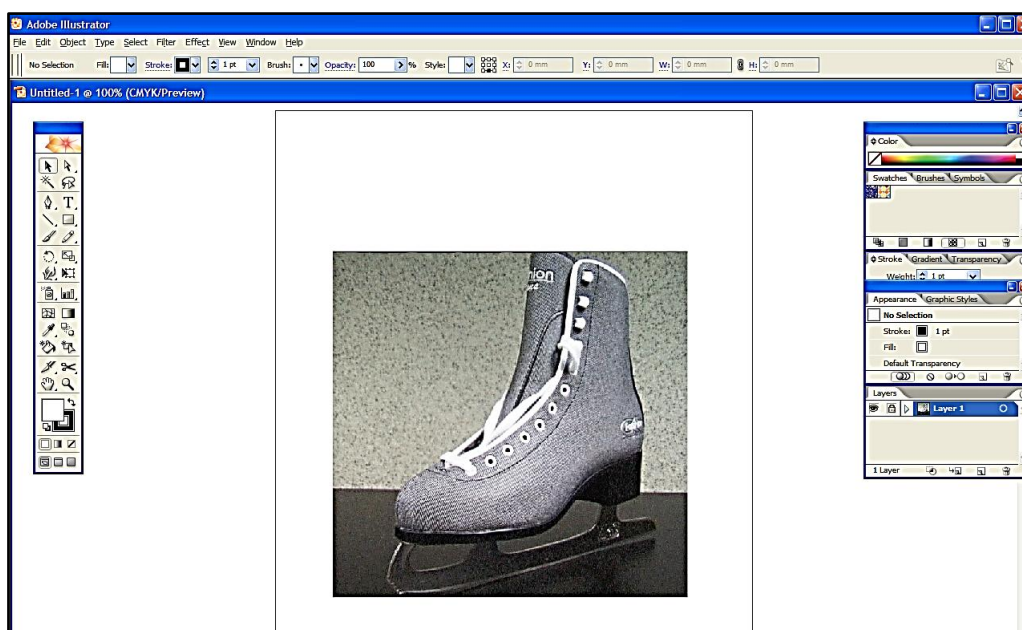 Adobe Illustrator
File Edit Object Type Select Filter Effect View Window Help
No Selection Fill: Stroke: 1 pt Brush: Opacity: 100 % Style: X: 0 mm Y: 0 mm W: 0 mm H: 0 mm
Untitled-1 @ 100% (CMYK/Preview)
Color
Swatches Brushes Symbols
Stroke Gradient Transparency
Weight: 1 pt
Appearance Graphic Styles
No Selection
Stroke: 1 pt
Fill:
Default Transparency
Layers
Layer 1
1 Layer